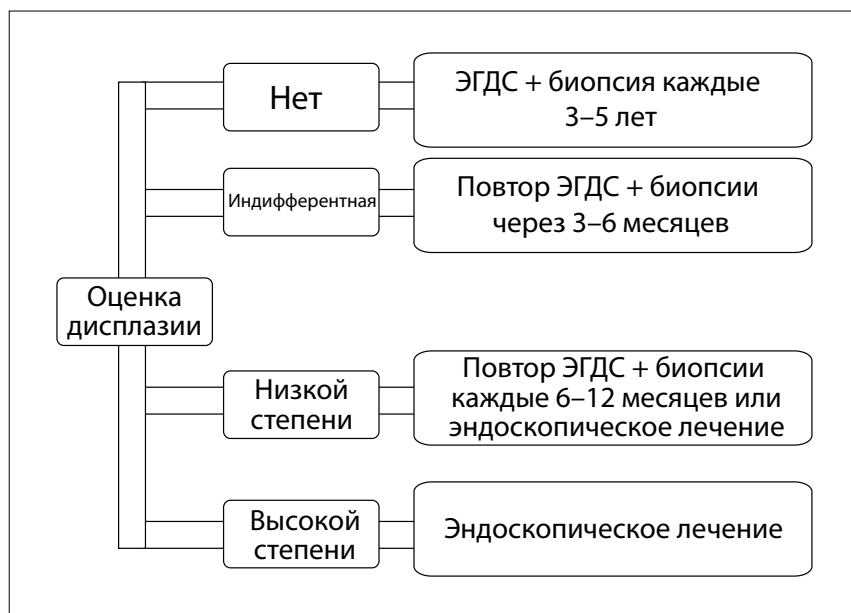 Нет
ЭГДС + биопсия каждые
3–5 лет
Индифферентная
Повтор ЭГДС + биопсии
через 3–6 месяцев
Оценка
дисплазии
Низкой
степени
Повтор ЭГДС + биопсии
каждые 6–12 месяцев или
эндоскопическое лечение
Высокой
степени
Эндоскопическое лечение